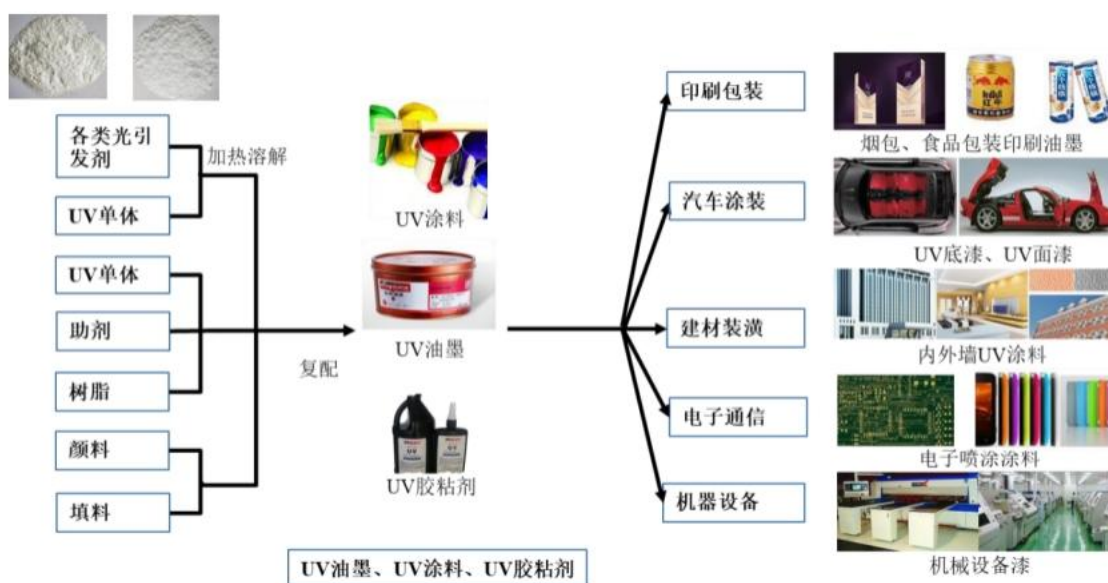 各类光引
发剂
加热溶解
UV单体
UV单体
助剂
树脂
颜料
填料
复配
UV涂料
UV油墨
UV胶粘剂
印刷包装
汽车涂装
建材装潢
电子通信
机器设备
烟包、食品包装印刷油墨
UV底漆、UV面漆
内外墙UV涂料
电子喷涂涂料
机械设备漆
UV油墨、UV涂料、UV胶粘剂
红牛
UV